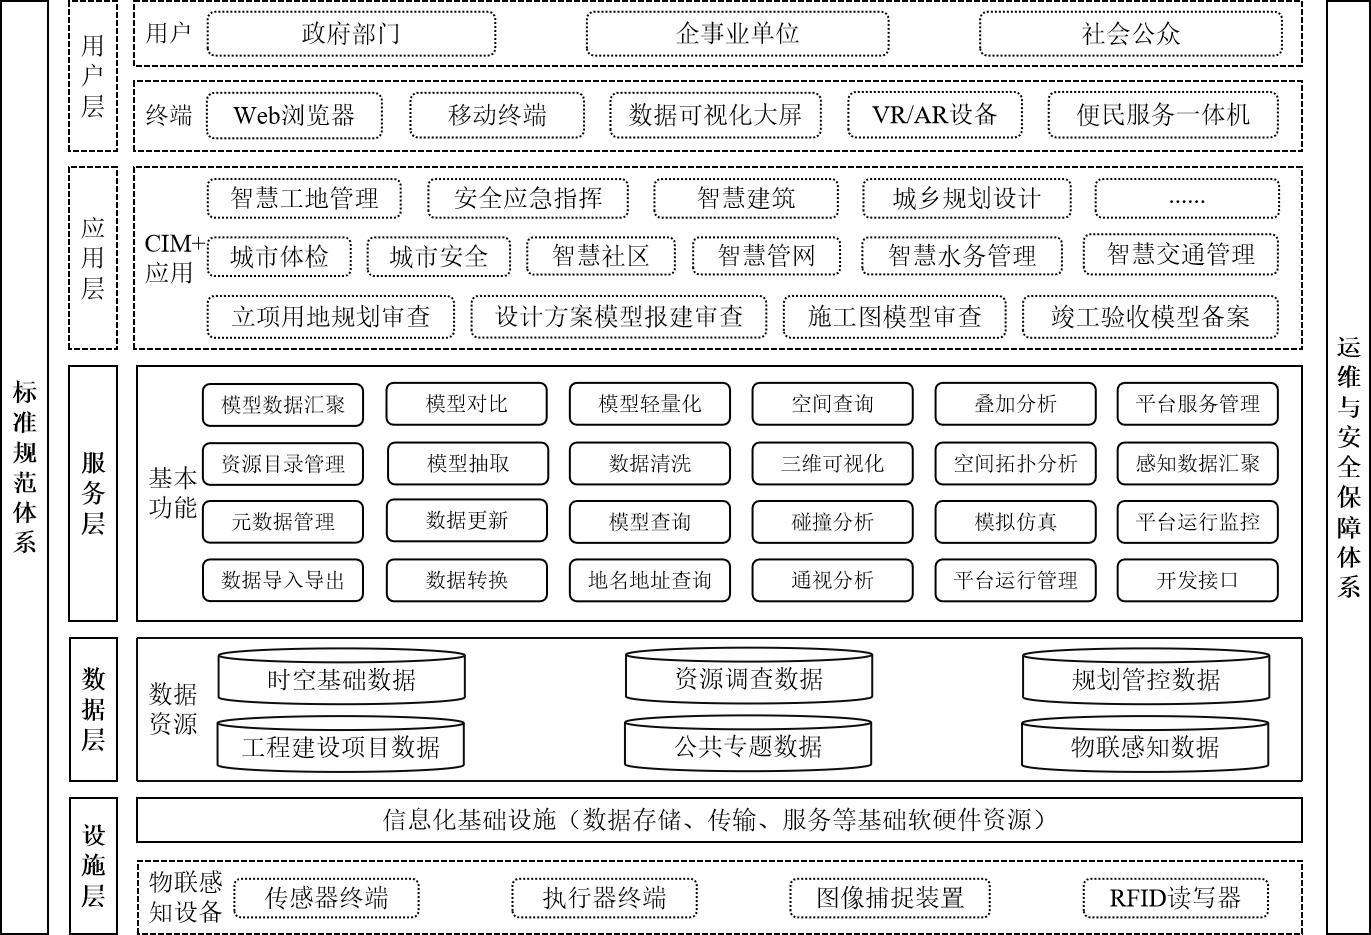 标准规范体系
用户层
用户
政府部门
企事业单位
社会公众
终端
Web浏览器
移动终端
数据可视化大屏
VR/AR设备
便民服务一体机
应用层
CIM+
应用
智慧工地管理
安全应急指挥
智慧建筑
城乡规划设计
······
城市体检
城市安全
智慧社区
智慧管网
智慧水务管理
智慧交通管理
立项用地规划审查
设计方案模型报建审查
施工图模型审查
竣工验收模型备案
服务层
基本
功能
模型数据汇聚
模型对比
模型轻量化
空间查询
叠加分析
平台服务管理
资源目录管理
模型抽取
数据清洗
三维可视化
空间拓扑分析
感知数据汇聚
元数据管理
数据更新
模型查询
碰撞分析
模拟仿真
平台运行监控
数据导入导出
数据转换
地名地址查询
通视分析
平台运行管理
开发接口
数据层
数据
资源
时空基础数据
资源调查数据
规划管控数据
工程建设项目数据
公共专题数据
物联感知数据
设施层
信息化基础设施（数据存储、传输、服务等基础软硬件资源）
物联感
知设备
传感器终端
执行器终端
图像捕捉装置
RFID读写器
运维与安全保障体系